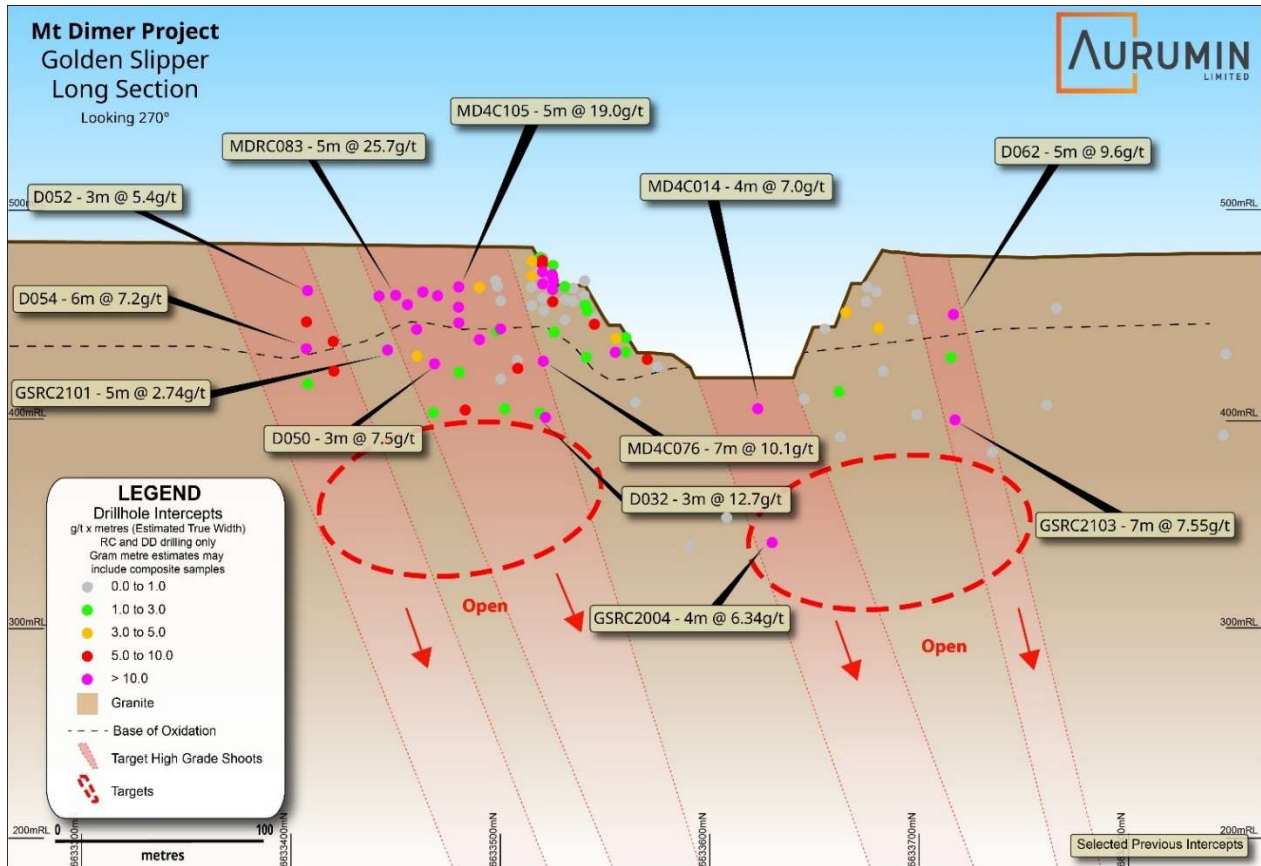 Mt Dimer Project
Golden Slipper
Long Section
Looking 270°
AURUMIN
LIMITED
MD4C105 - 5m @ 19.0g/t
MDRC083 - 5m @ 25.7g/t
D062 - 5m @ 9.6g/t
MD4C014 - 4m @ 7.0g/t
D052 - 3m @ 5.4g/t
500mRL
500mRL
D054 - 6m @ 7.2g/t
GSRC2101 - 5m @ 2.74g/t
400mRL
400mRL
D050 - 3m @ 7.5g/t
MD4C076 - 7m @ 10.1g/t
D032 - 3m @ 12.7g/t
GSRC2103 - 7m @ 7.55g/t
GSRC2004 - 4m @ 6.34g/t
Open
Open
300mRL
300mRL
LEGEND
Drillhole Intercepts
g/t x metres (Estimated True Width)
RC and DD drilling only
Gram metre estimates may
include composite samples
0.0 to 1.0
1.0 to 3.0
3.0 to 5.0
5.0 to 10.0
> 10.0
Granite
Base of Oxidation
Target High Grade Shoots
Targets
200mRL
200mRL
0 100
metres
6633400mN
6633500mN
6633600mN
6633700mN
Selected Previous Intercepts